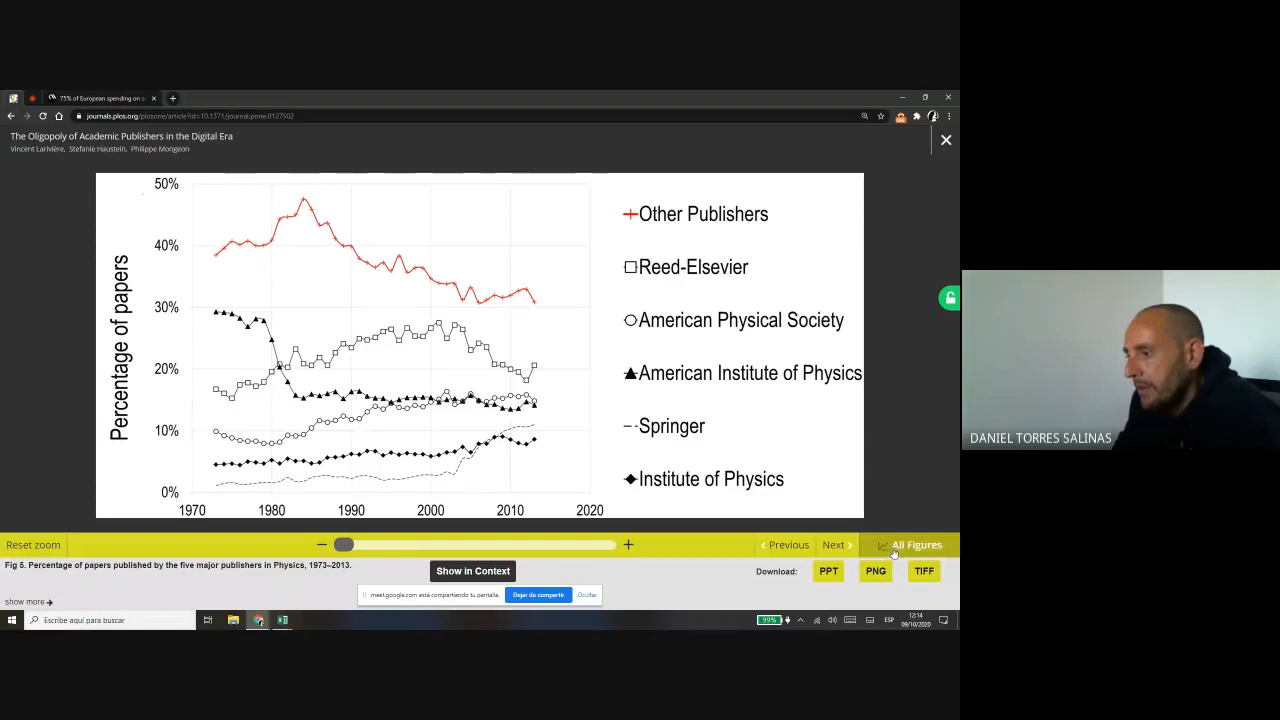 75% of European spending on s
journals.plos.org/plosone/article?id=10.1371/journal.pone.0127502
The Oligopoly of Academic Publishers in the Digital Era
Vincent Larivière, Stefanie Haustein, Philippe Mongeon
Percentage of papers
50%
40%
30%
20%
10%
0%
1970 1980 1990 2000 2010 2020
Other Publishers
Reed-Elsevier
American Physical Society
American Institute of Physics
Springer
Institute of Physics
DANIEL TORRES SALINAS
Reset zoom
Previous Next All Figures
Fig 5. Percentage of papers published by the five major publishers in Physics, 1973–2013.
Show in Context
Download: PPT PNG TIFF
show more
meet.google.com está compartiendo tu pantalla. Dejar de compartir Ocultar
Escribe aquí para buscar
99%
ESP
12:14
09/10/2020